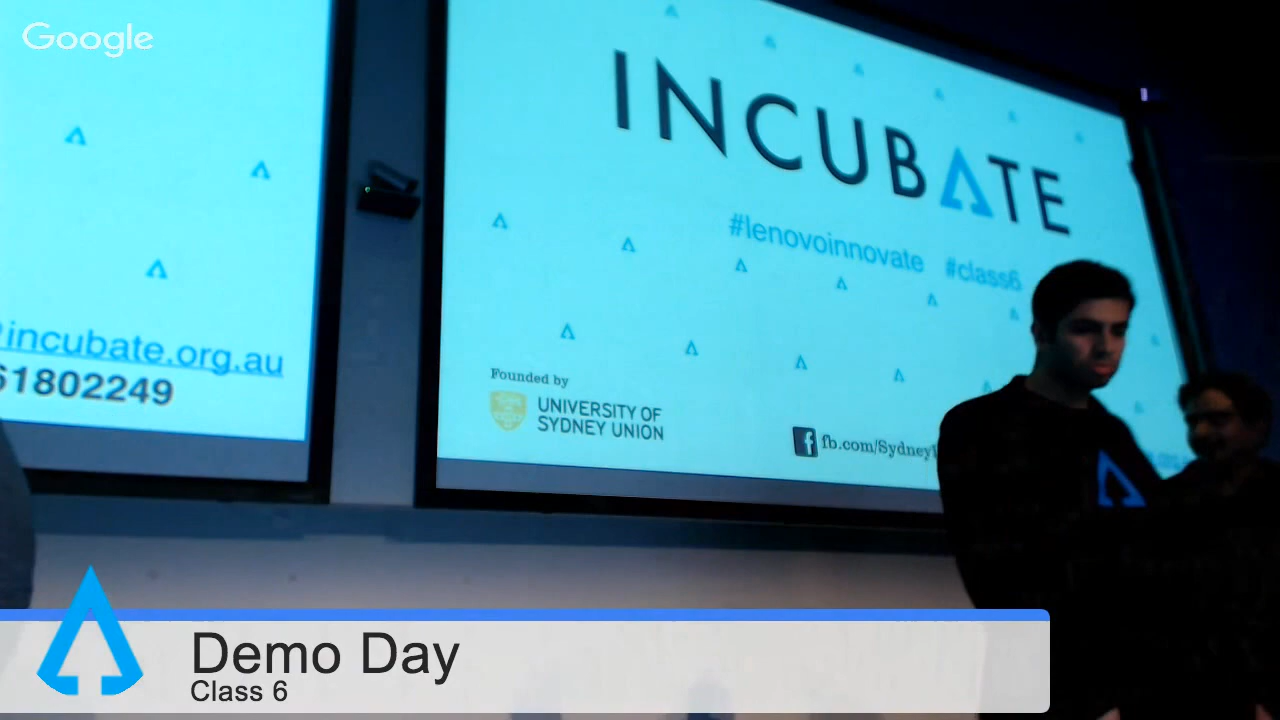 Google
INCUBATE
#lenovoinnovate #class6
incubate.org.au
61802249
Founded by
UNIVERSITY OF
SYDNEY UNION
fb.com/Sydney
Demo Day
Class 6